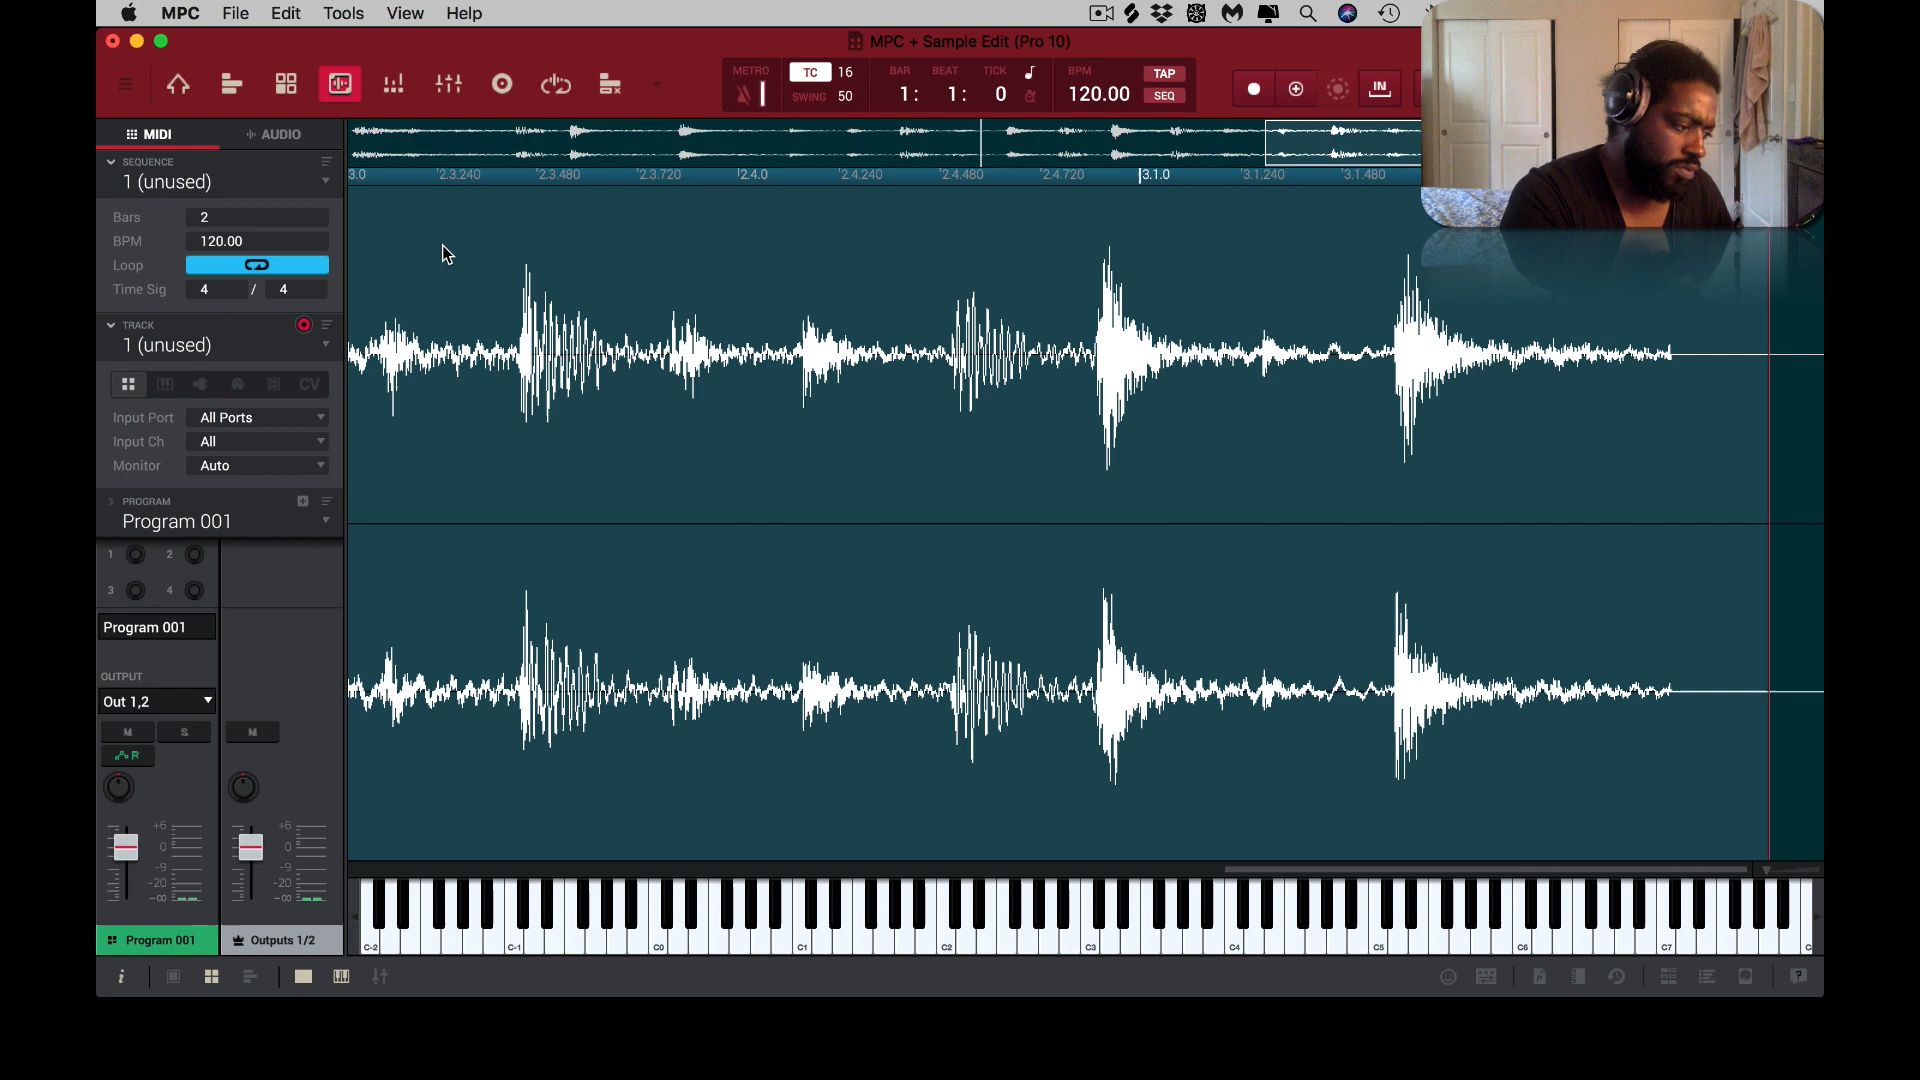 MPC File Edit Tools View Help
MPC + Sample Edit (Pro 10)
METRO TC 16 BAR BEAT TICK BPM TAP
SWING 50 1: 1: 0 120.00 SEQ IN
MIDI AUDIO
SEQUENCE
1 (unused)
3.0 2.3.240 2.3.480 2.3.720 2.4.0 2.4.240 2.4.480 2.4.720 3.1.0 3.1.240 3.1.480
Bars 2
BPM 120.00
Loop
Time Sig 4 / 4
TRACK
1 (unused)
CV
Input Port All Ports
Input Ch All
Monitor Auto
PROGRAM
Program 001
1 2
3 4
Program 001
OUTPUT
Out 1,2
M S M
R
+6 +6
0 0
-9 -9
-20 -20
-∞ -∞
Program 001 Outputs 1/2
C-2 C-1 C0 C1 C2 C3 C4 C5 C6 C7 C
i ?